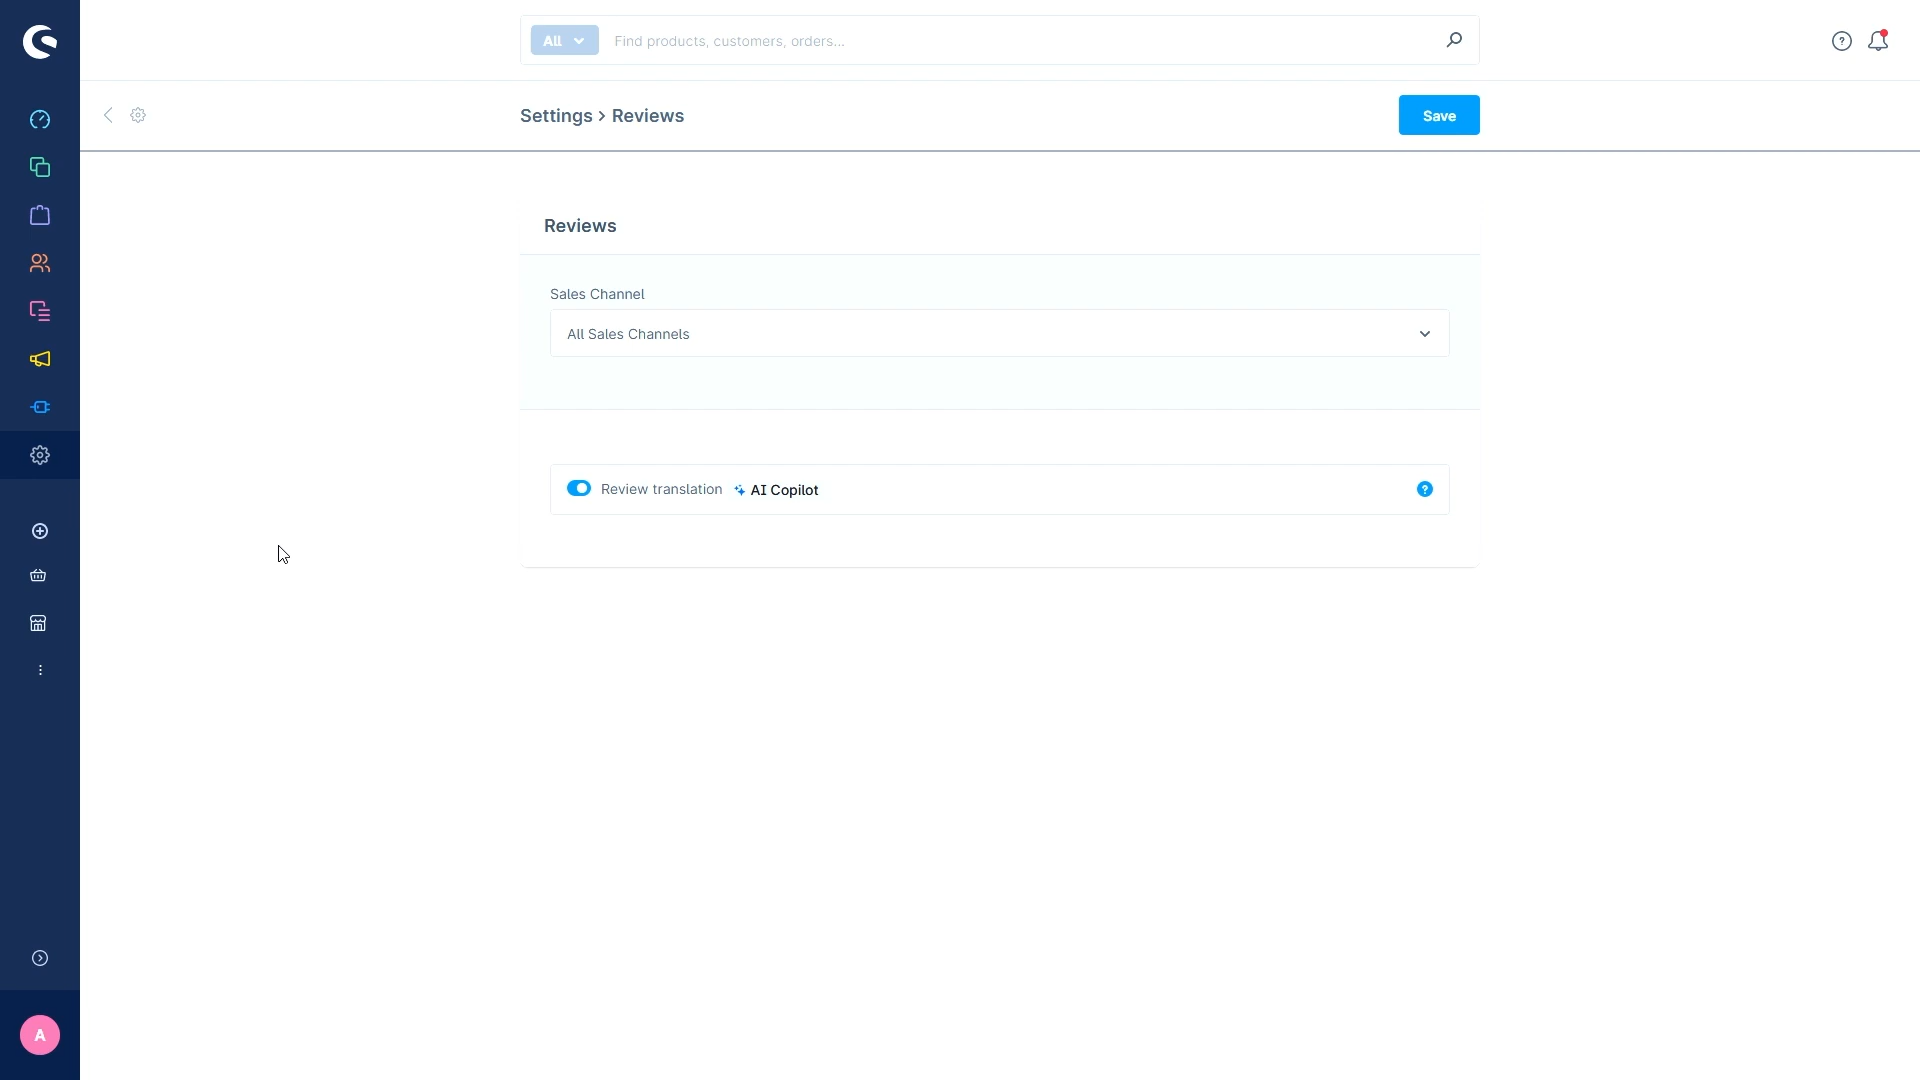 All
Find products, customers, orders...
Settings > Reviews
Save
Reviews
Sales Channel
All Sales Channels
Review translation AI Copilot
A